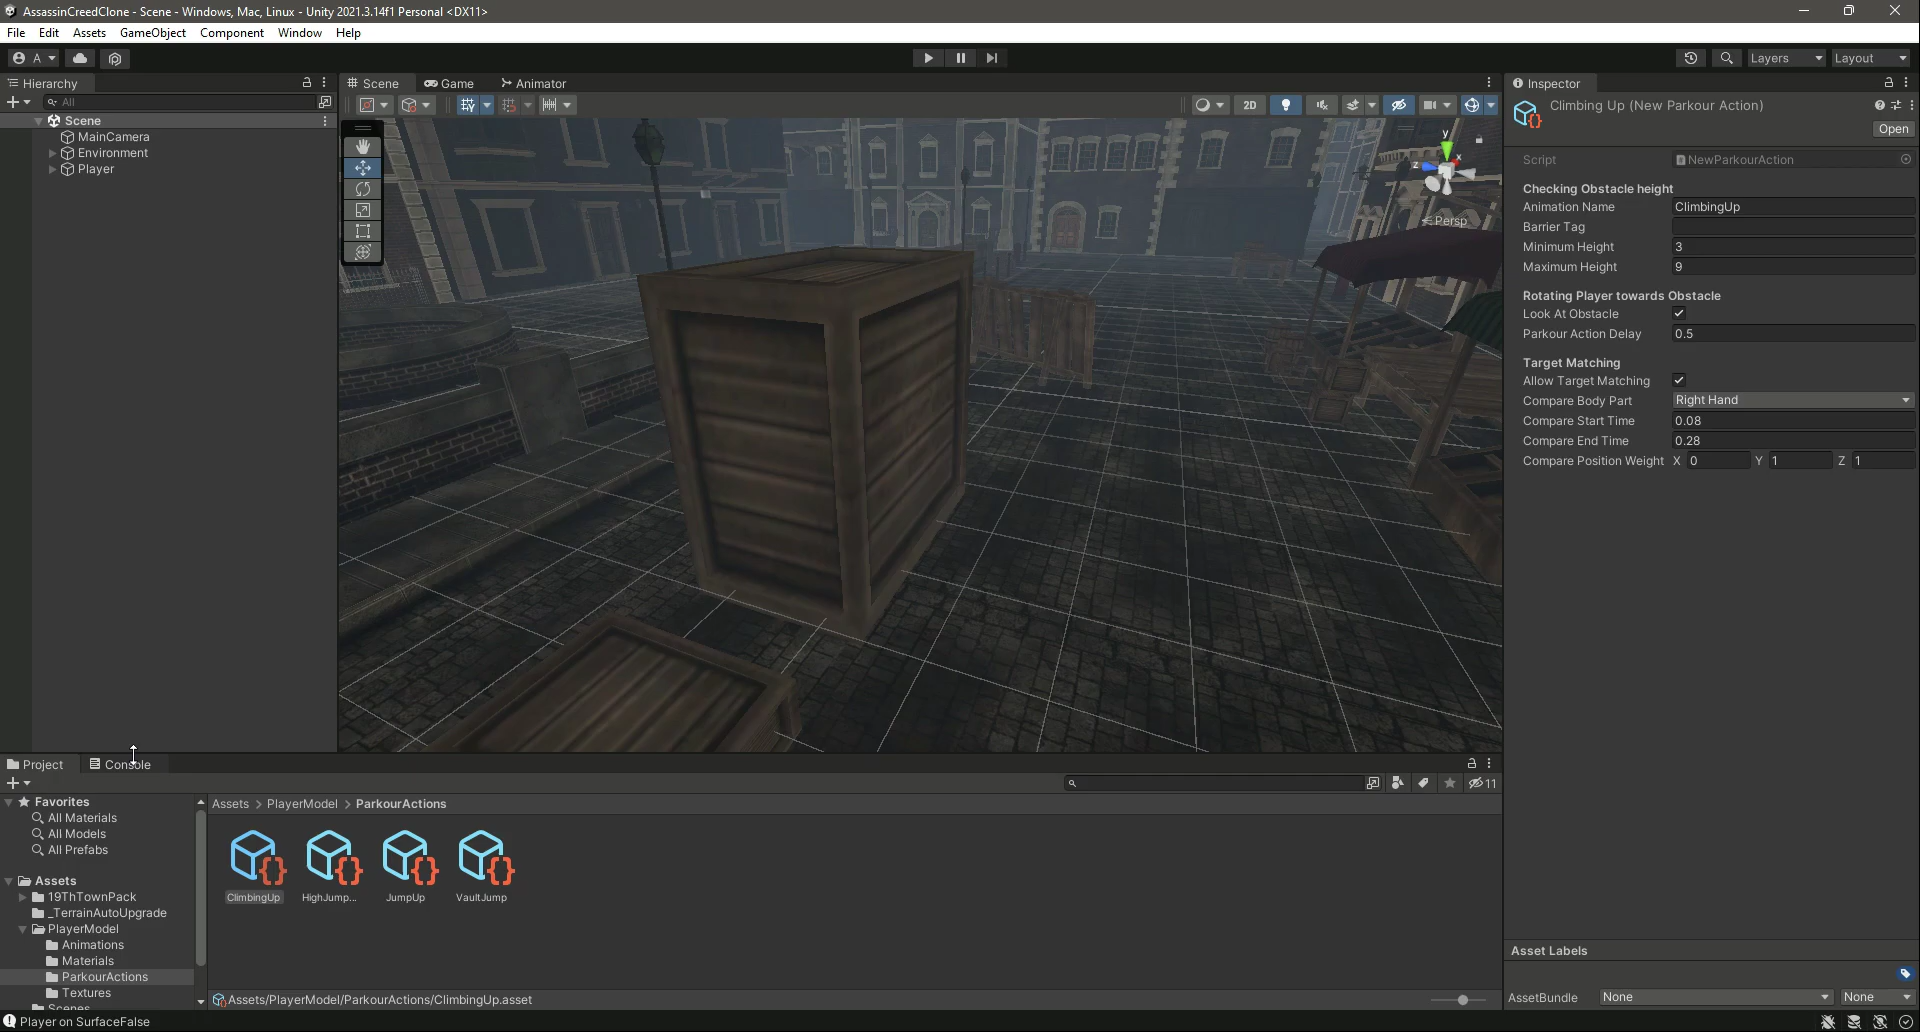 AssassinCreedClone - Scene - Windows, Mac, Linux - Unity 2021.3.14f1 Personal <DX11>
File Edit Assets GameObject Component Window Help
A
Layers
Layout
Hierarchy
All
Scene
MainCamera
Environment
Player
Scene
Game
Animator
2D
y
x
z
Persp
Inspector
Climbing Up (New Parkour Action)
Open
Script
NewParkourAction
Checking Obstacle height
Animation Name ClimbingUp
Barrier Tag
Minimum Height 3
Maximum Height 9
Rotating Player towards Obstacle
Look At Obstacle
Parkour Action Delay 0.5
Target Matching
Allow Target Matching
Compare Body Part Right Hand
Compare Start Time 0.08
Compare End Time 0.28
Compare Position Weight X 0 Y 1 Z 1
Project
Console
11
Favorites
All Materials
All Models
All Prefabs
Assets
19ThTownPack
_TerrainAutoUpgrade
PlayerModel
Animations
Materials
ParkourActions
Textures
Scenes
Assets > PlayerModel > ParkourActions
ClimbingUp
HighJump...
JumpUp
VaultJump
Assets/PlayerModel/ParkourActions/ClimbingUp.asset
Asset Labels
AssetBundle None None
Player on SurfaceFalse